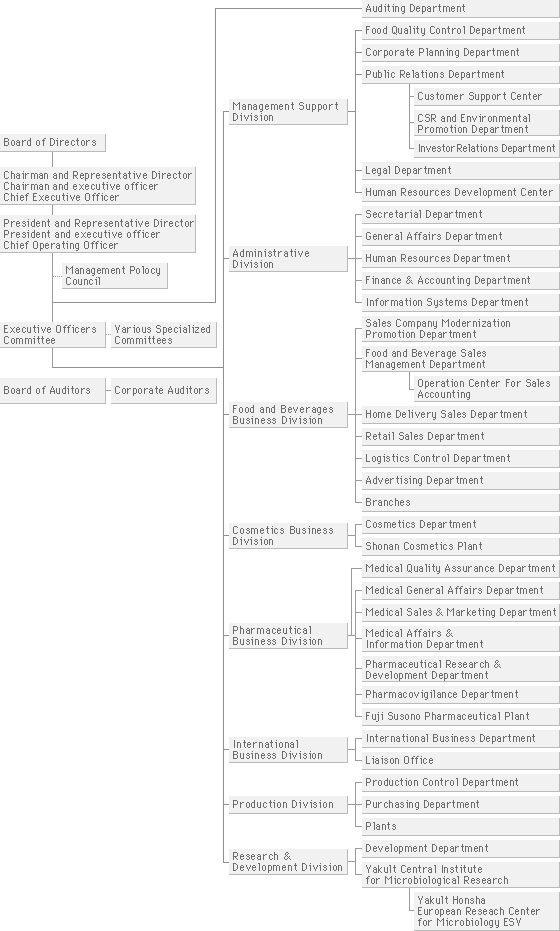 Auditing Department
Food Quality Control Department
Corporate Planning Department
Public Relations Department
Customer Support Center
Management Support
Division
CSR and Environmental
Promotion Department
InvestorRelations Department
Board of Directors
Chairman and Representative Director
Chairman and executive officer
Chief Executive Officer
Legal Department
Human Resources Development Center
President and Representative Director
President and executive officer
Chief Operating Officer
Secretarial Department
General Affairs Department
Administrative
Division
Human Resources Department
Management Polocy
Council
Finance & Accounting Department
Information Systems Department
Executive Officers
Committee
Various Specialized
Committees
Sales Company Modernization
Promotion Department
Food and Beverage Sales
Management Department
Board of Auditors
Corporate Auditors
Operation Center For Sales
Accounting
Food and Beverages
Business Division
Home Delivery Sales Department
Retail Sales Department
Logistics Control Department
Advertising Department
Branches
Cosmetics Business
Division
Cosmetics Department
Shonan Cosmetics Plant
Medical Quality Assurance Department
Medical General Affairs Department
Medical Sales & Marketing Department
Pharmaceutical
Business Division
Medical Affairs &
Information Department
Pharmaceutical Research &
Development Department
Pharmacovigilance Department
Fuji Susono Pharmaceutical Plant
International
Business Division
International Business Department
Liaison Office
Production Control Department
Production Division
Purchasing Department
Plants
Research &
Development Division
Development Department
Yakult Central Institute
for Microbiological Research
Yakult Honsha
European Reseach Center
for Microbiology ESV